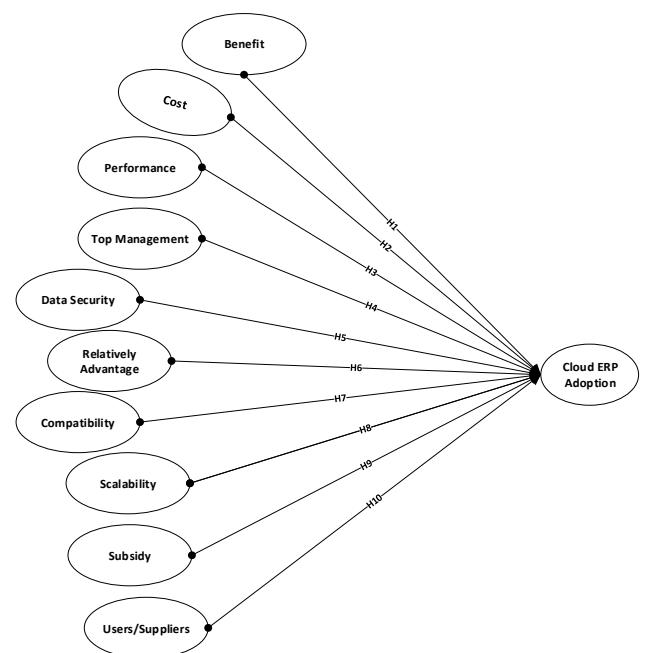 Benefit
Cost
Performance
Top Management
Data Security
Relatively
Advantage
Compatibility
Scalability
Subsidy
Users/Suppliers
H1
H2
H3
H4
H5
H6
H7
H8
H9
H10
Cloud ERP
Adoption